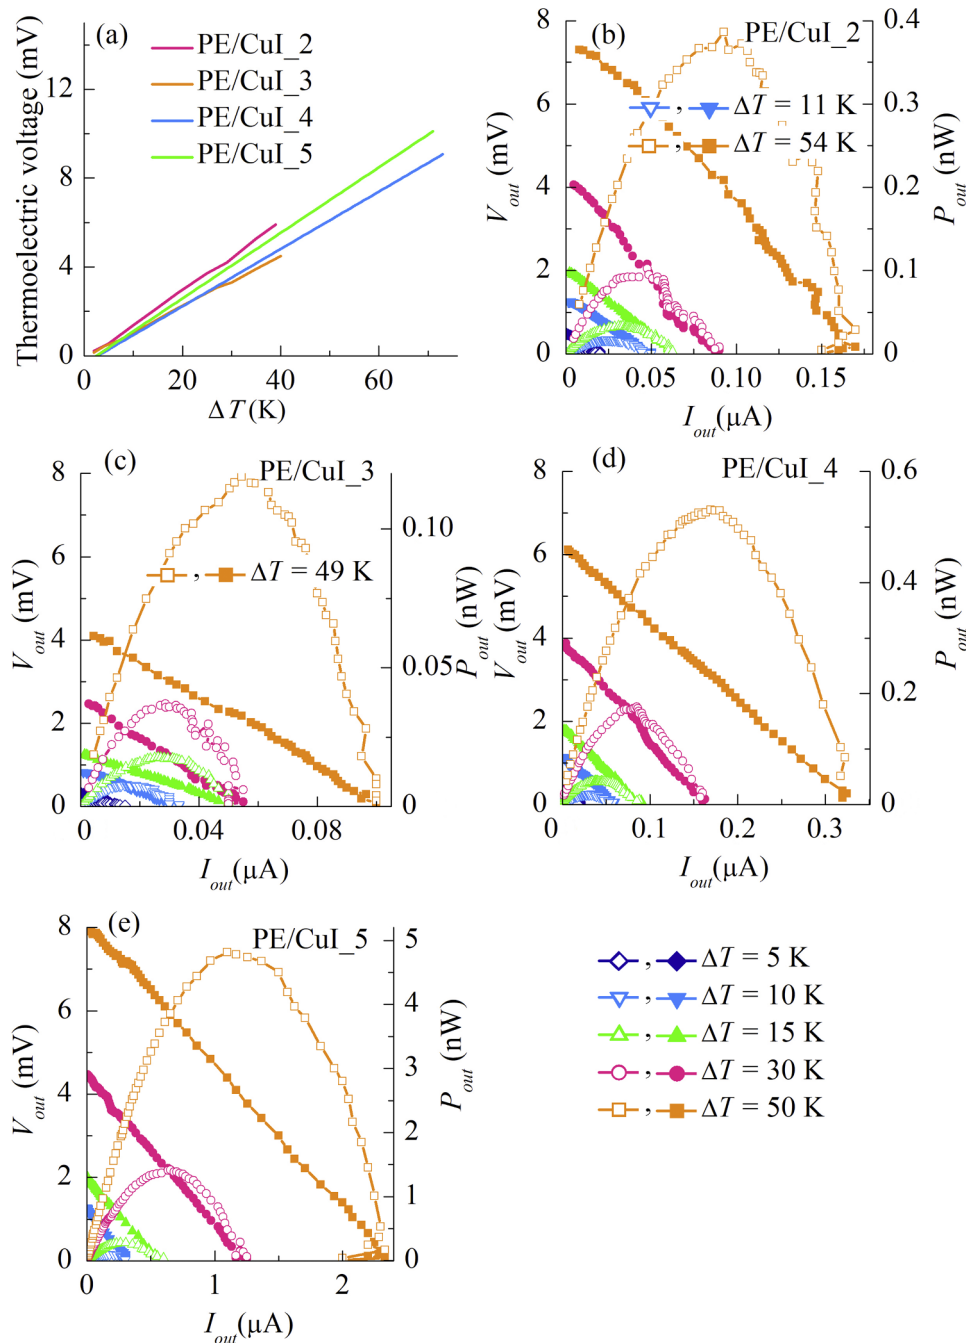 (a)
PE/CuI_2
PE/CuI_3
PE/CuI_4
PE/CuI_5
Thermoelectric voltage (mV)
12
8
4
0
0 20 40 60
ΔT (K)
(b)
PE/CuI_2
ΔT = 11 K
ΔT = 54 K
V_out (mV)
8
6
4
2
0
P_out (nW)
0.4
0.3
0.2
0.1
0
0 0.05 0.10 0.15
I_out (μA)
(c)
PE/CuI_3
ΔT = 49 K
V_out (mV)
8
6
4
2
0
P_out (nW)
0.10
0.05
0
0 0.04 0.08
I_out (μA)
(d)
PE/CuI_4
V_out (mV)
8
6
4
2
0
P_out (nW)
0.6
0.4
0.2
0
0 0.1 0.2 0.3
I_out (μA)
(e)
PE/CuI_5
V_out (mV)
8
6
4
2
0
P_out (nW)
5
4
3
2
1
0
0 1 2
I_out (μA)
, ΔT = 5 K
, ΔT = 10 K
, ΔT = 15 K
, ΔT = 30 K
, ΔT = 50 K